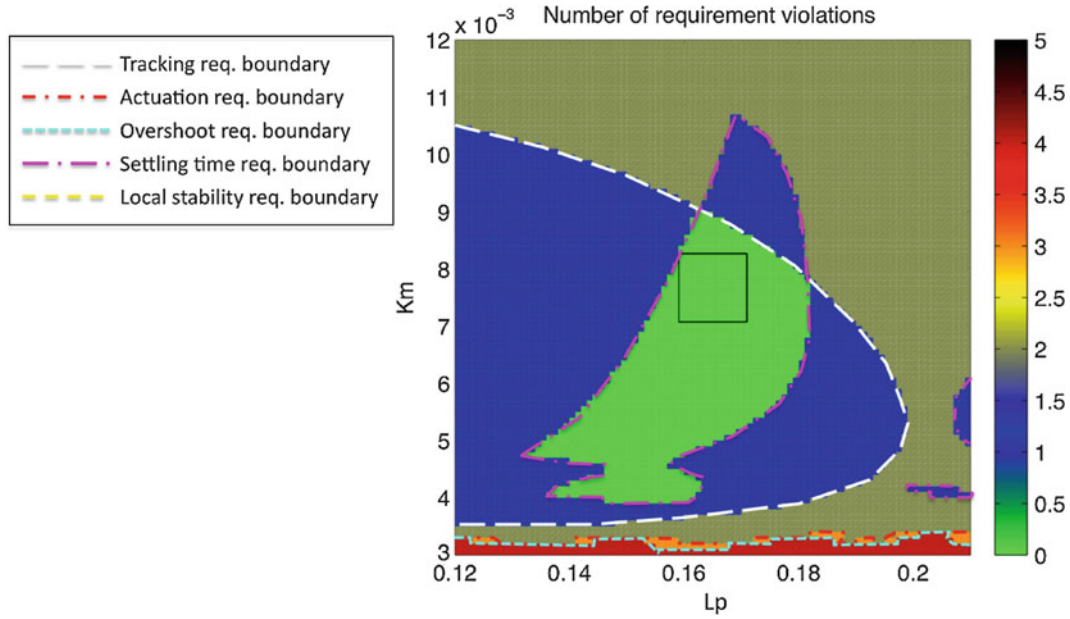 Number of requirement violations
x 10⁻³
Tracking req. boundary
Actuation req. boundary
Overshoot req. boundary
Settling time req. boundary
Local stability req. boundary
12
11
10
9
8
7
6
5
4
3
Km
0.12
0.14
0.16
0.18
0.2
Lp
5
4.5
4
3.5
3
2.5
2
1.5
1
0.5
0